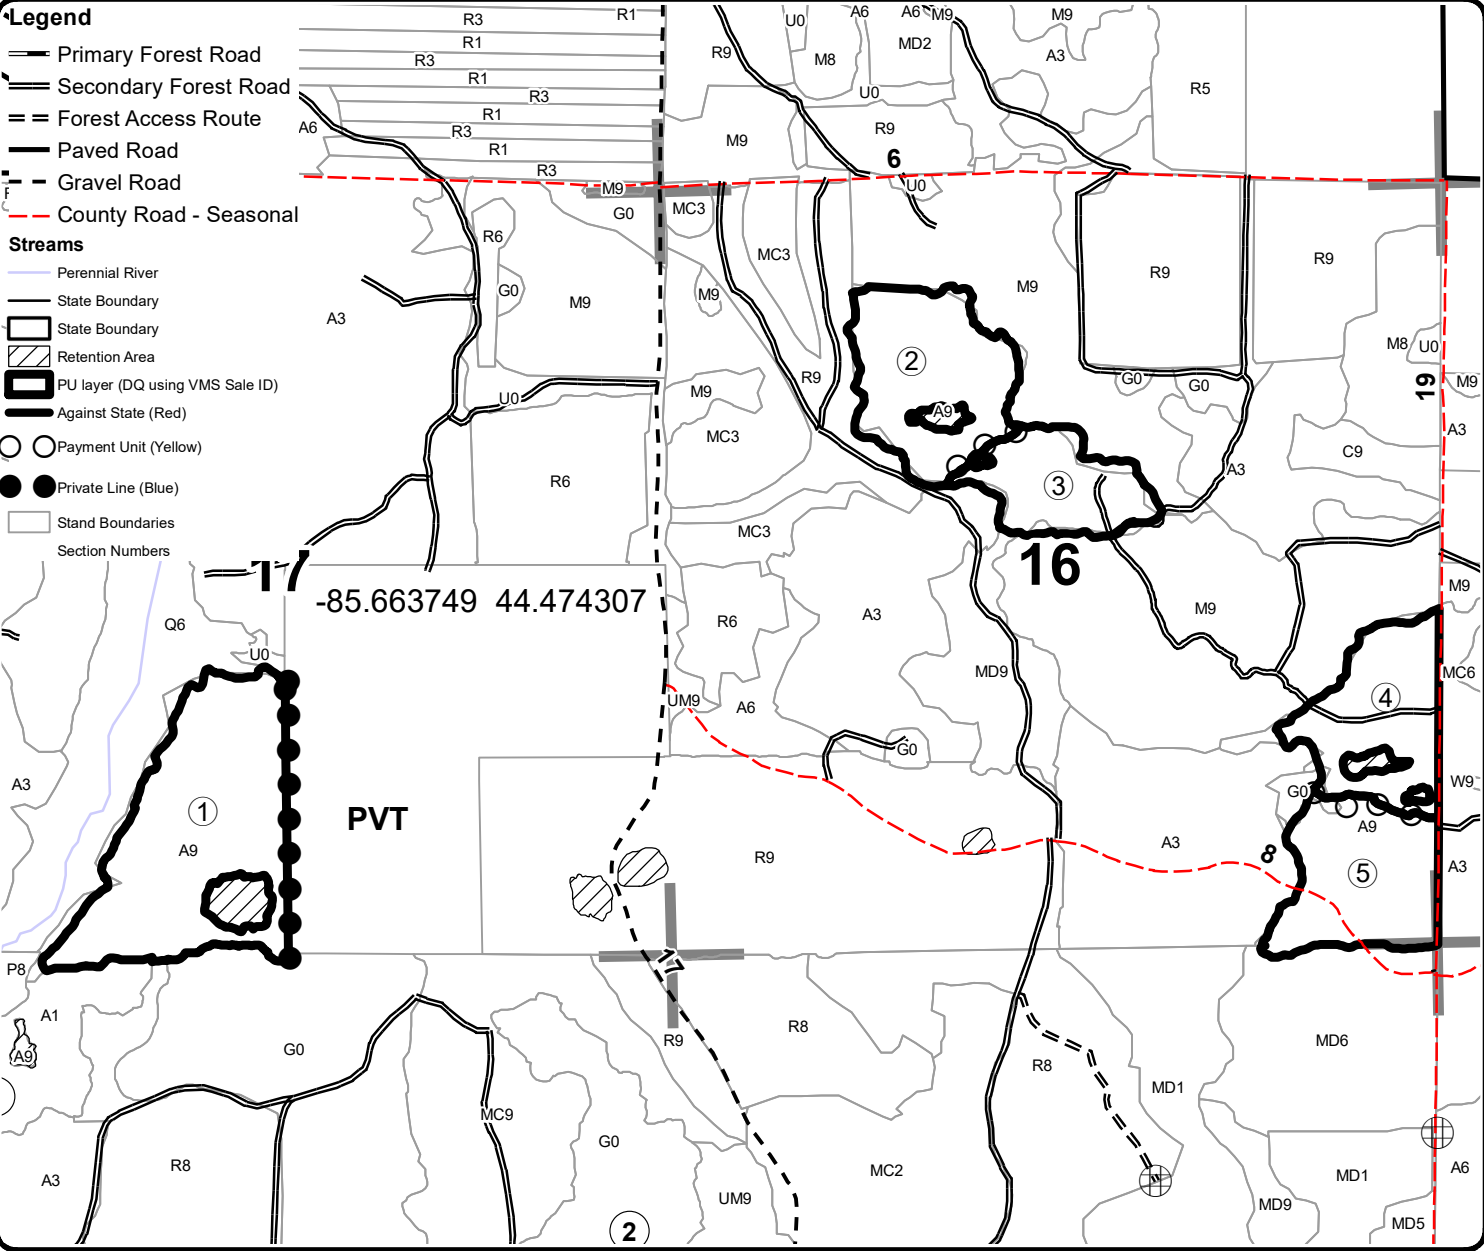 Legend
Primary Forest Road
Secondary Forest Road
Forest Access Route
Paved Road
Gravel Road
County Road - Seasonal
Streams
Perennial River
State Boundary
State Boundary
Retention Area
PU layer (DQ using VMS Sale ID)
Against State (Red)
Payment Unit (Yellow)
Private Line (Blue)
Stand Boundaries
Section Numbers
R3 R1 U0 A6 A6 M9 M9
R1 R9 M8 MD2 A3
R3
R1 U0 R5
R3
R1
A6 R3 M9 R9
R1
R3 6
M9 U0
G0 MC3
R6 MC3 R9 R9
G0 M9 M9 M9
A3
M8 U0
2
R9 G0 G0 19 M9
U0 M9 A9
MC3 A3
C9
R6 3 A3
MC3
17 16
M9
-85.663749 44.474307 M9
Q6 R6 A3
U0
MD9 MC6
UM9 A6 4
G0
A3 W9
G0
1 PVT A9
A9 R9 A3 8 A3
5
P8 17
A1 R8
A9 G0 R9 MD6
R8
MC9 MD1
G0
A3 R8 MC2 MD1 A6
UM9 MD9
2 MD5